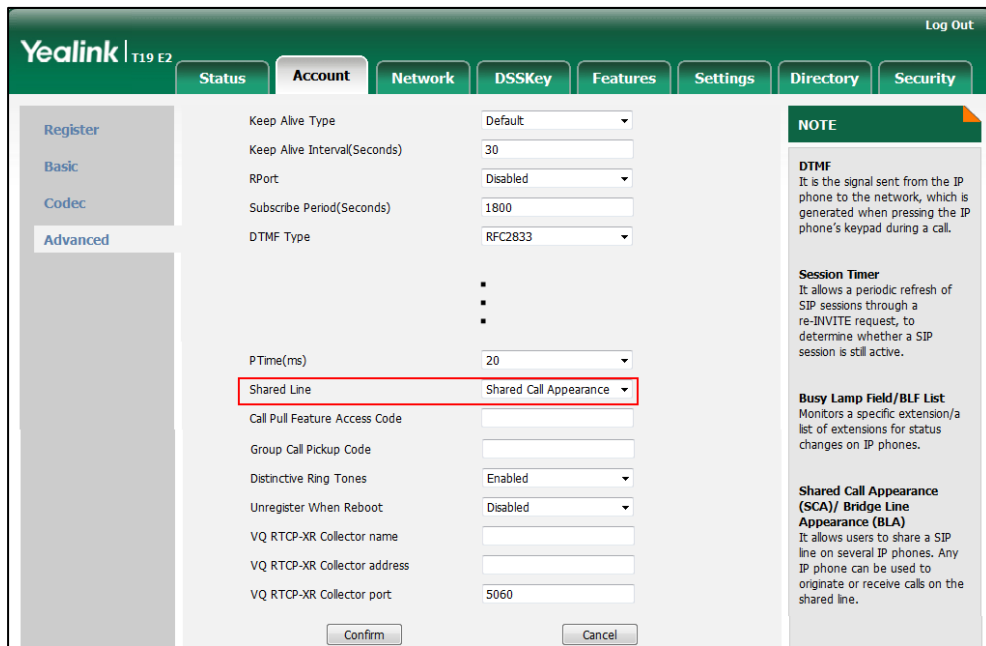 Log Out
Yealink T19 E2
Status Account Network DSSKey Features Settings Directory Security
Register
Basic
Codec
Advanced
Keep Alive Type Default
Keep Alive Interval(Seconds) 30
RPort Disabled
Subscribe Period(Seconds) 1800
DTMF Type RFC2833
PTime(ms) 20
Shared Line Shared Call Appearance
Call Pull Feature Access Code
Group Call Pickup Code
Distinctive Ring Tones Enabled
Unregister When Reboot Disabled
VQ RTCP-XR Collector name
VQ RTCP-XR Collector address
VQ RTCP-XR Collector port 5060
Confirm Cancel
NOTE
DTMF
It is the signal sent from the IP
phone to the network, which is
generated when pressing the IP
phone's keypad during a call.
Session Timer
It allows a periodic refresh of
SIP sessions through a
re-INVITE request, to
determine whether a SIP
session is still active.
Busy Lamp Field/BLF List
Monitors a specific extension/a
list of extensions for status
changes on IP phones.
Shared Call Appearance
(SCA)/ Bridge Line
Appearance (BLA)
It allows users to share a SIP
line on several IP phones. Any
IP phone can be used to
originate or receive calls on the
shared line.